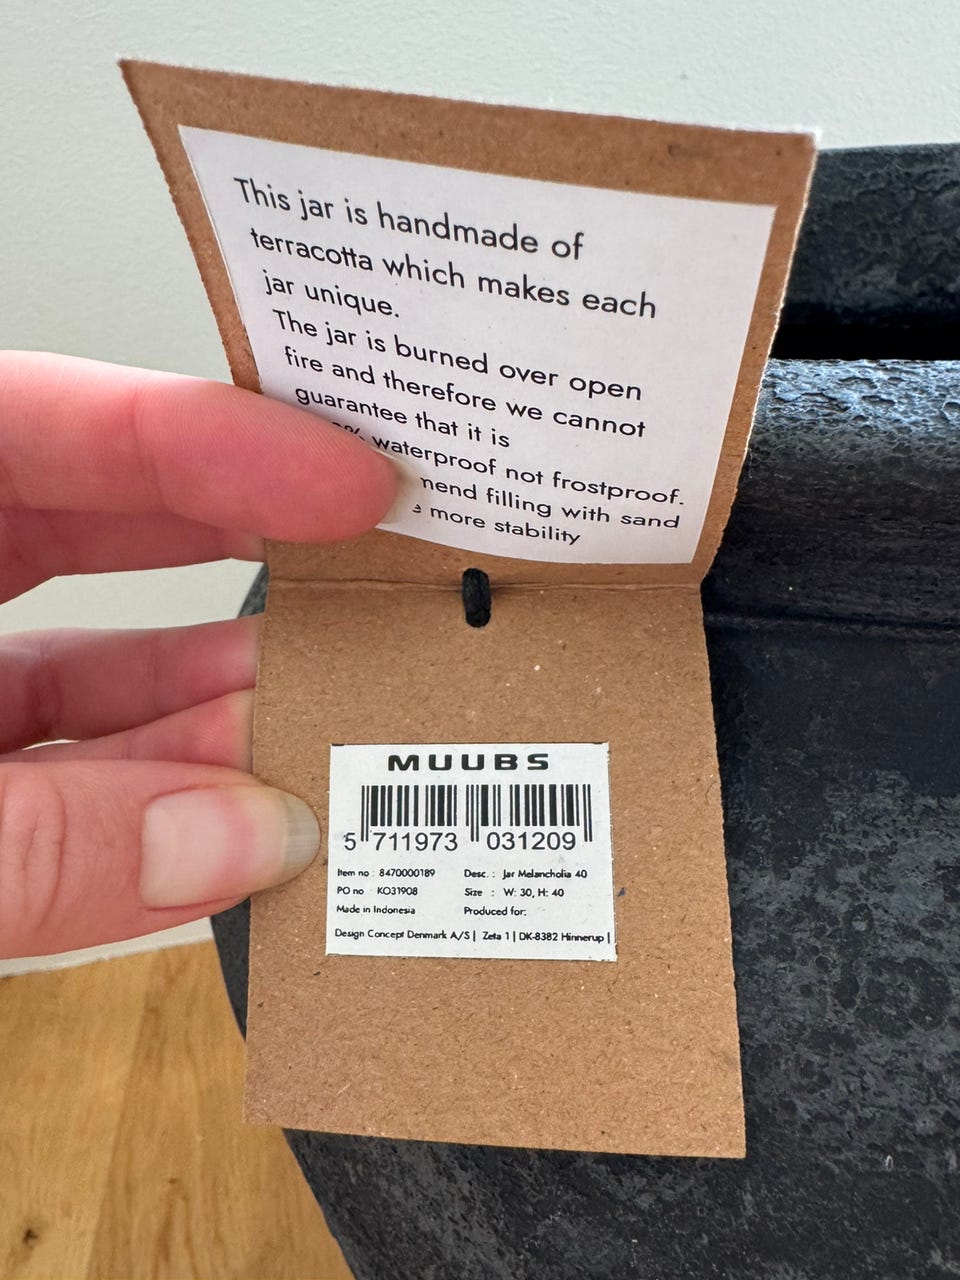 This jar is handmade of
terracotta which makes each
jar unique.
The jar is burned over open
fire and therefore we cannot
guarantee that it is
% waterproof not frostproof.
filling with sand
more stability
MUUBS
5 711973 031209
Item no : 8470000189 Desc. : Jar Melancholia 40
PO no : KO31908 Size : W: 30, H: 40
Made in Indonesia Produced for:
Design Concept Denmark A/S | Zeta 1 | DK-8382 Hinnerup |